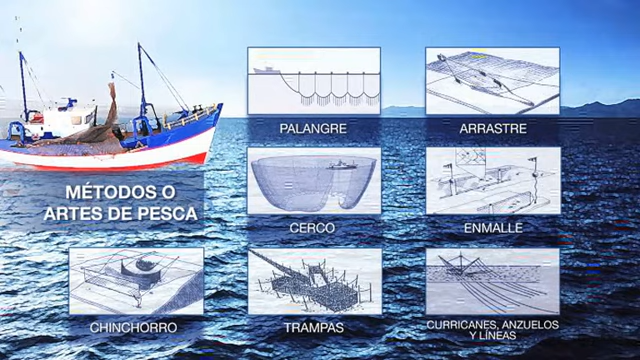 PALANGRE
ARRASTRE
MÉTODOS O
ARTES DE PESCA
CERCO
ENMALLE
CHINCHORRO
TRAMPAS
CURRICANES, ANZUELOS
Y LÍNEAS